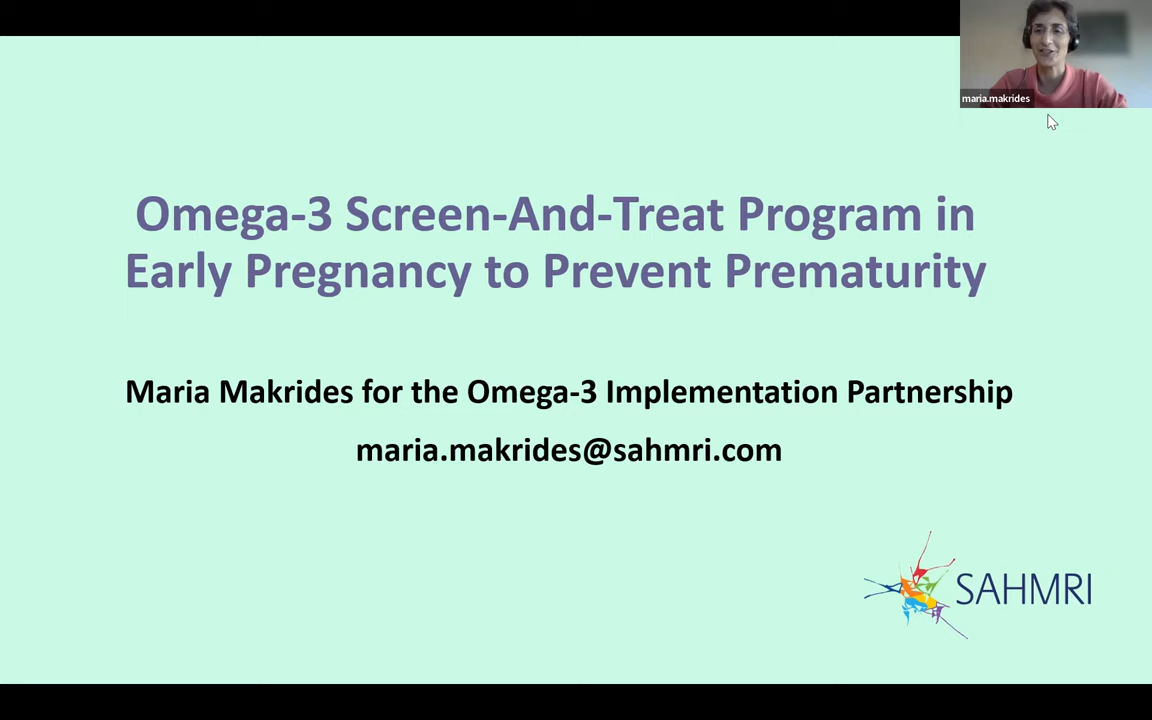 maria.makrides
Omega-3 Screen-And-Treat Program in
Early Pregnancy to Prevent Prematurity
Maria Makrides for the Omega-3 Implementation Partnership
maria.makrides@sahmri.com
SAHMRI